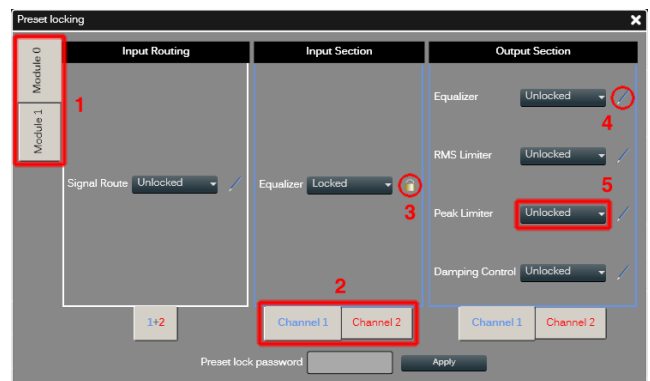 Preset locking
Module 0
Module 1
1
Input Routing
Signal Route Unlocked
1+2
Input Section
Equalizer Locked
3
2
Channel 1 Channel 2
Output Section
Equalizer Unlocked
4
RMS Limiter Unlocked
5
Peak Limiter Unlocked
Damping Control Unlocked
Channel 1 Channel 2
Preset lock password Apply